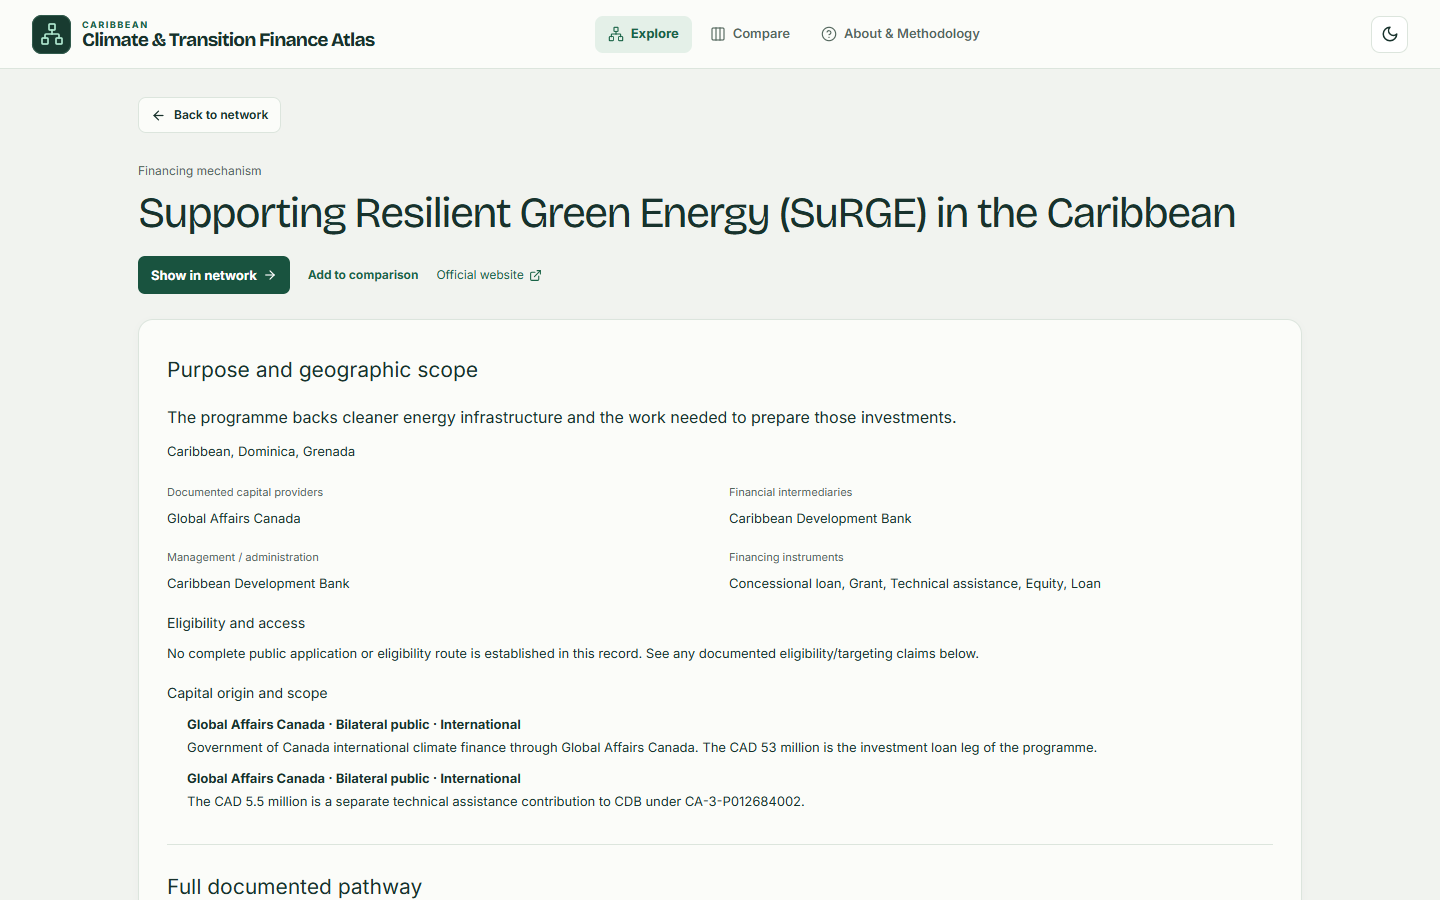 CARIBBEAN
Climate & Transition Finance Atlas
Explore
Compare
About & Methodology
Back to network
Financing mechanism
Supporting Resilient Green Energy (SuRGE) in the Caribbean
Show in network
Add to comparison
Official website
Purpose and geographic scope
The programme backs cleaner energy infrastructure and the work needed to prepare those investments.
Caribbean, Dominica, Grenada
Documented capital providers
Global Affairs Canada
Financial intermediaries
Caribbean Development Bank
Management / administration
Caribbean Development Bank
Financing instruments
Concessional loan, Grant, Technical assistance, Equity, Loan
Eligibility and access
No complete public application or eligibility route is established in this record. See any documented eligibility/targeting claims below.
Capital origin and scope
Global Affairs Canada · Bilateral public · International
Government of Canada international climate finance through Global Affairs Canada. The CAD 53 million is the investment loan leg of the programme.
Global Affairs Canada · Bilateral public · International
The CAD 5.5 million is a separate technical assistance contribution to CDB under CA-3-P012684002.
Full documented pathway